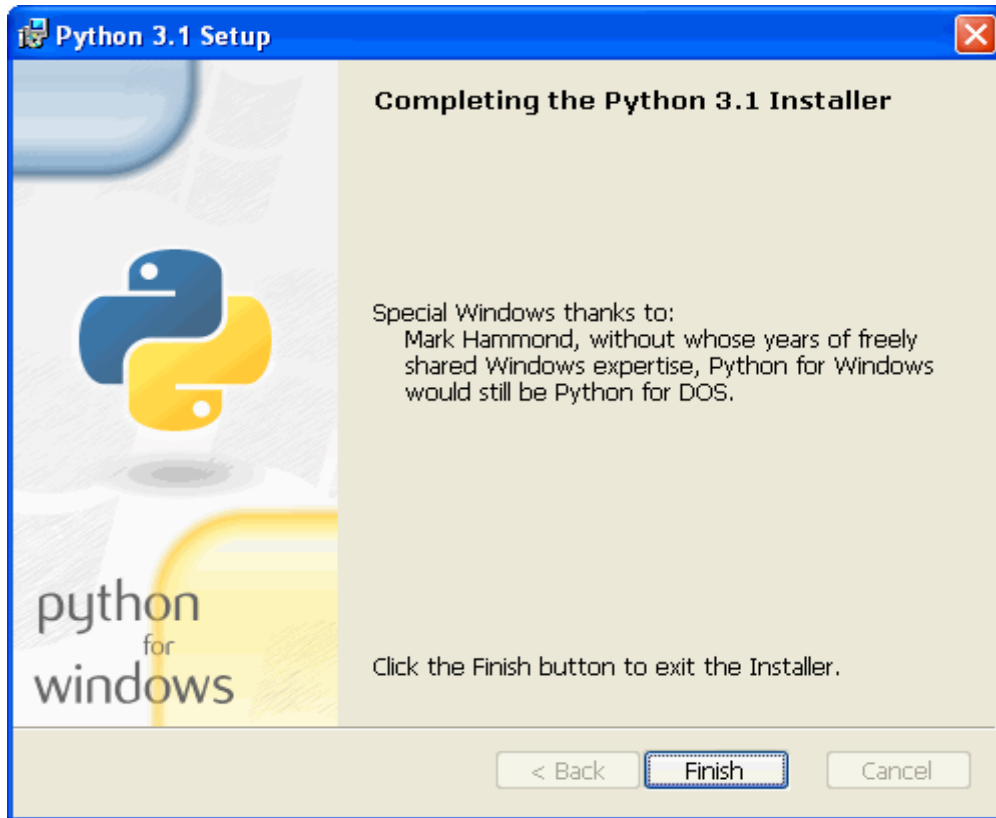 Python 3.1 Setup
Completing the Python 3.1 Installer
Special Windows thanks to:
Mark Hammond, without whose years of freely
shared Windows expertise, Python for Windows
would still be Python for DOS.
python
for
windows
Click the Finish button to exit the Installer.
< Back
Finish
Cancel